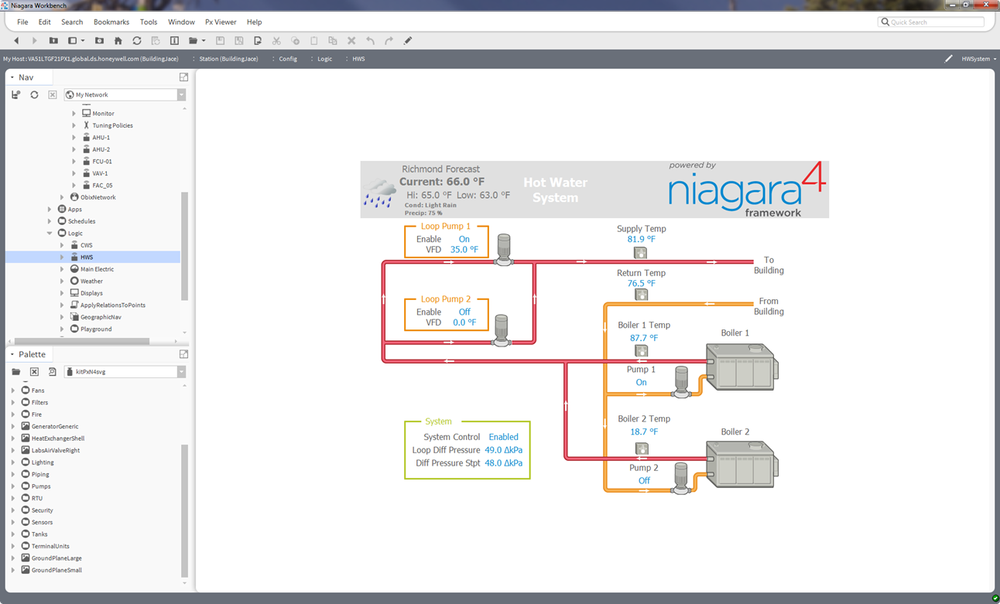 Niagara Workbench
File Edit Search Bookmarks Tools Window Px Viewer Help
Quick Search
My Host : VA51LTGF21PX1.global.ds.honeywell.com (BuildingJace) : Station (BuildingJace) : Config : Logic : HWS
HWSystem
Nav
My Network
Monitor
Tuning Policies
AHU-1
AHU-2
FCU-01
VAV-1
FAC_05
ObixNetwork
Apps
Schedules
Logic
CWS
HWS
Main Electric
Weather
Displays
ApplyRelationsToPoints
GeographicNav
Playground
Palette
kitPxN4svg
Fans
Filters
Fire
GeneratorGeneric
HeatExchangerShell
LabsAirValveRight
Lighting
Piping
Pumps
RTU
Security
Sensors
Tanks
TerminalUnits
GroundPlaneLarge
GroundPlaneSmall
Richmond Forecast
Current: 66.0 °F
Hi: 65.0 °F Low: 63.0 °F
Cond: Light Rain
Precip: 75 %
Hot Water
System
powered by
niagara4
framework
Loop Pump 1
Enable On
VFD 35.0 °F
Supply Temp
81.9 °F
To
Building
Return Temp
76.5 °F
Loop Pump 2
Enable Off
VFD 0.0 °F
From
Building
Boiler 1 Temp
87.7 °F
Boiler 1
Pump 1
On
Boiler 2 Temp
18.7 °F
Boiler 2
Pump 2
Off
System
System Control Enabled
Loop Diff Pressure 49.0 ΔkPa
Diff Pressure Stpt 48.0 ΔkPa